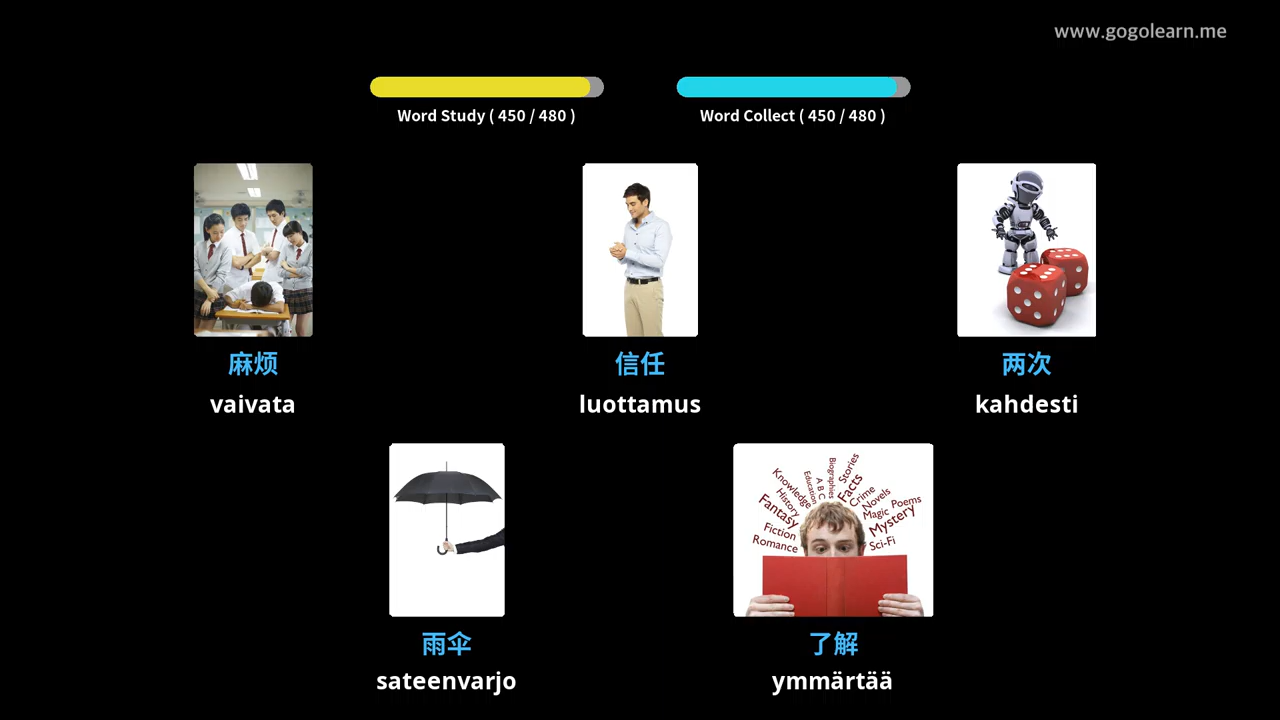 www.gogolearn.me
Word Study ( 450 / 480 )
Word Collect ( 450 / 480 )
麻烦
信任
两次
vaivata
luottamus
kahdesti
Knowledge
History
Fantasy
Fiction
Romance
Education
A B C
Biographies
Stories
Facts
Crime
Novels
Magic
Poems
Mystery
Sci-Fi
雨伞
了解
sateenvarjo
ymmärtää